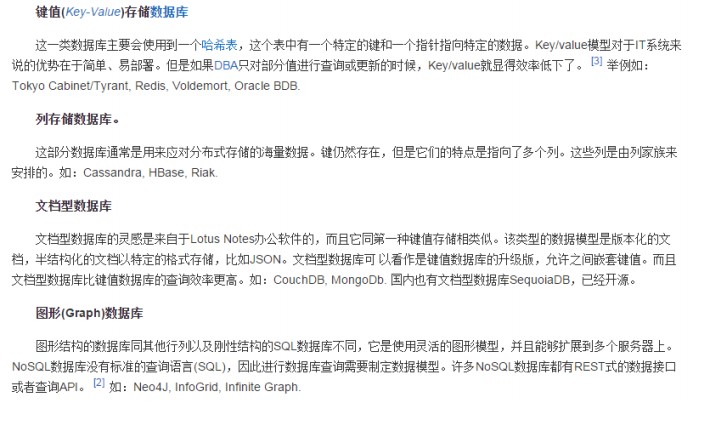 键值(Key-Value)存储数据库
这一类数据库主要会使用到一个哈希表，这个表中有一个特定的键和一个指针指向特定的数据。Key/value模型对于IT系统来
说的优势在于简单、易部署。但是如果DBA只对部分值进行查询或更新的时候，Key/value就显得效率低下了。[3] 举例如：
Tokyo Cabinet/Tyrant, Redis, Voldemort, Oracle BDB.
列存储数据库。
这部分数据库通常是用来应对分布式存储的海量数据。键仍然存在，但是它们的特点是指向了多个列。这些列是由列家族来
安排的。如：Cassandra, HBase, Riak.
文档型数据库
文档型数据库的灵感是来自于Lotus Notes办公软件的，而且它同第一种键值存储相类似。该类型的数据模型是版本化的文
档，半结构化的文档以特定的格式存储，比如JSON。文档型数据库可 以看作是键值数据库的升级版，允许之间嵌套键值。而且
文档型数据库比键值数据库的查询效率更高。如：CouchDB, MongoDb. 国内也有文档型数据库SequoiaDB，已经开源。
图形(Graph)数据库
图形结构的数据库同其他行列以及刚性结构的SQL数据库不同，它是使用灵活的图形模型，并且能够扩展到多个服务器上。
NoSQL数据库没有标准的查询语言(SQL)，因此进行数据库查询需要制定数据模型。许多NoSQL数据库都有REST式的数据接口
或者查询API。[2] 如：Neo4J, InfoGrid, Infinite Graph.